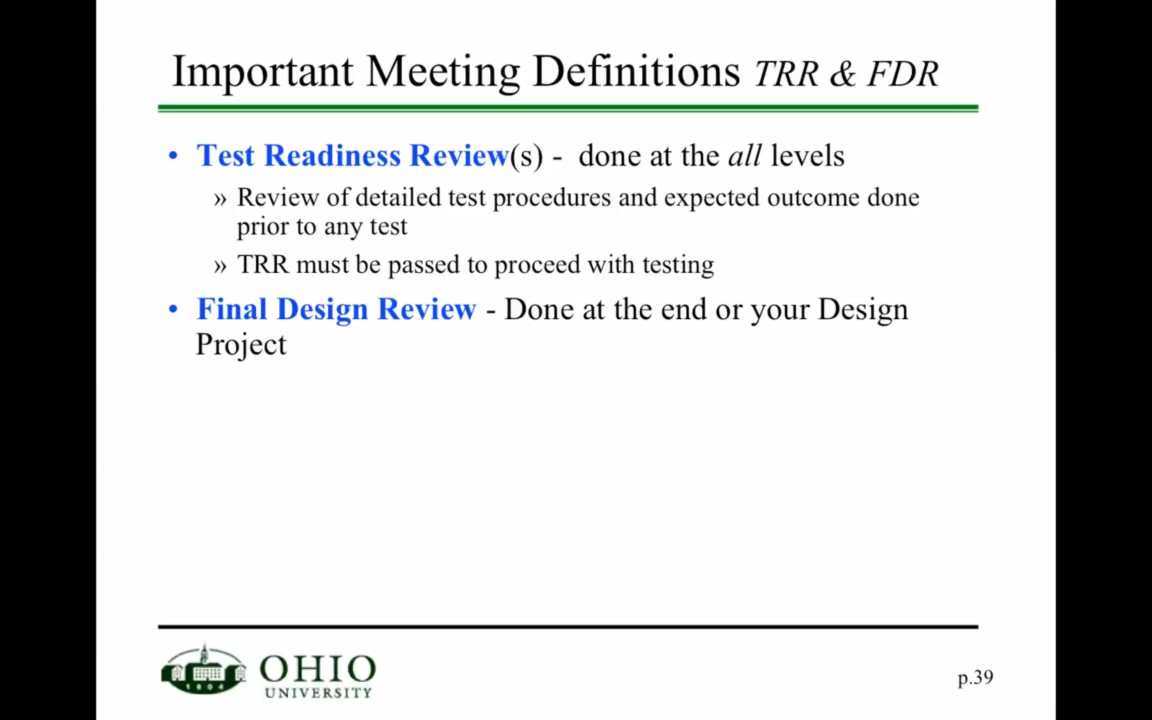 Important Meeting Definitions TRR & FDR
• Test Readiness Review(s) - done at the all levels
» Review of detailed test procedures and expected outcome done
prior to any test
» TRR must be passed to proceed with testing
• Final Design Review - Done at the end or your Design
Project
1804
OHIO
UNIVERSITY
p.39